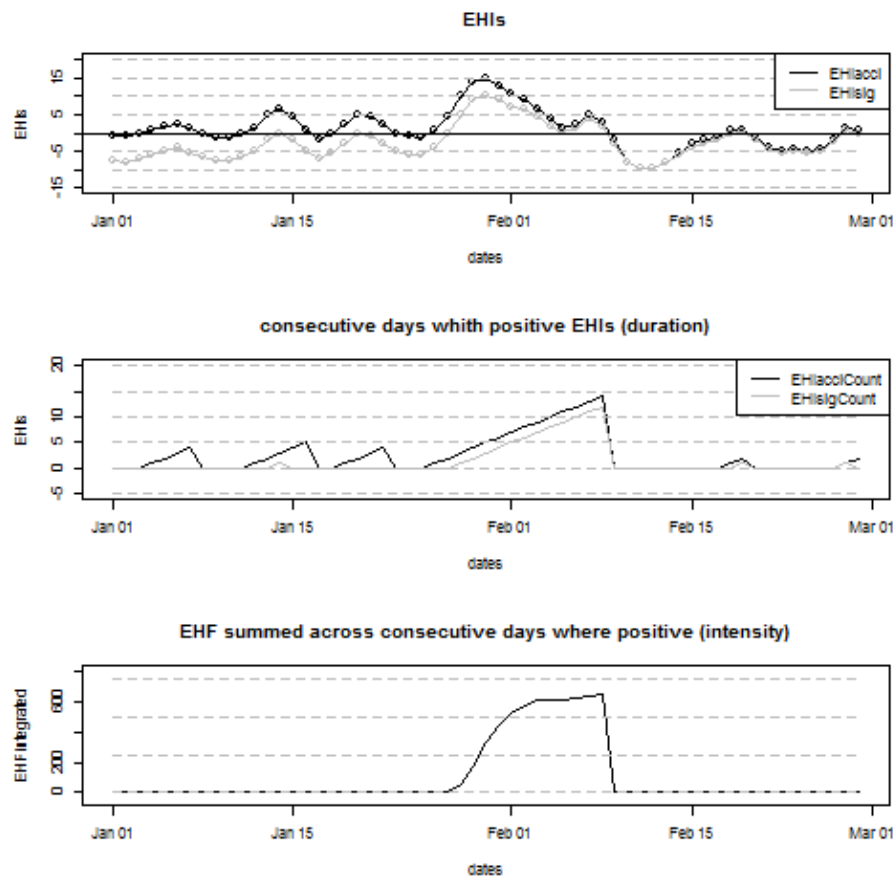 EHIs
15
5
-5
-15
EHIs
EHIaccl
EHIsig
Jan 01
Jan 15
Feb 01
Feb 15
Mar 01
dates
consecutive days whith positive EHIs (duration)
20
10
5
0
-5
EHIs
EHIacclCount
EHIsigCount
Jan 01
Jan 15
Feb 01
Feb 15
Mar 01
dates
EHF summed across consecutive days where positive (intensity)
600
200
0
EHFintegrated
Jan 01
Jan 15
Feb 01
Feb 15
Mar 01
dates